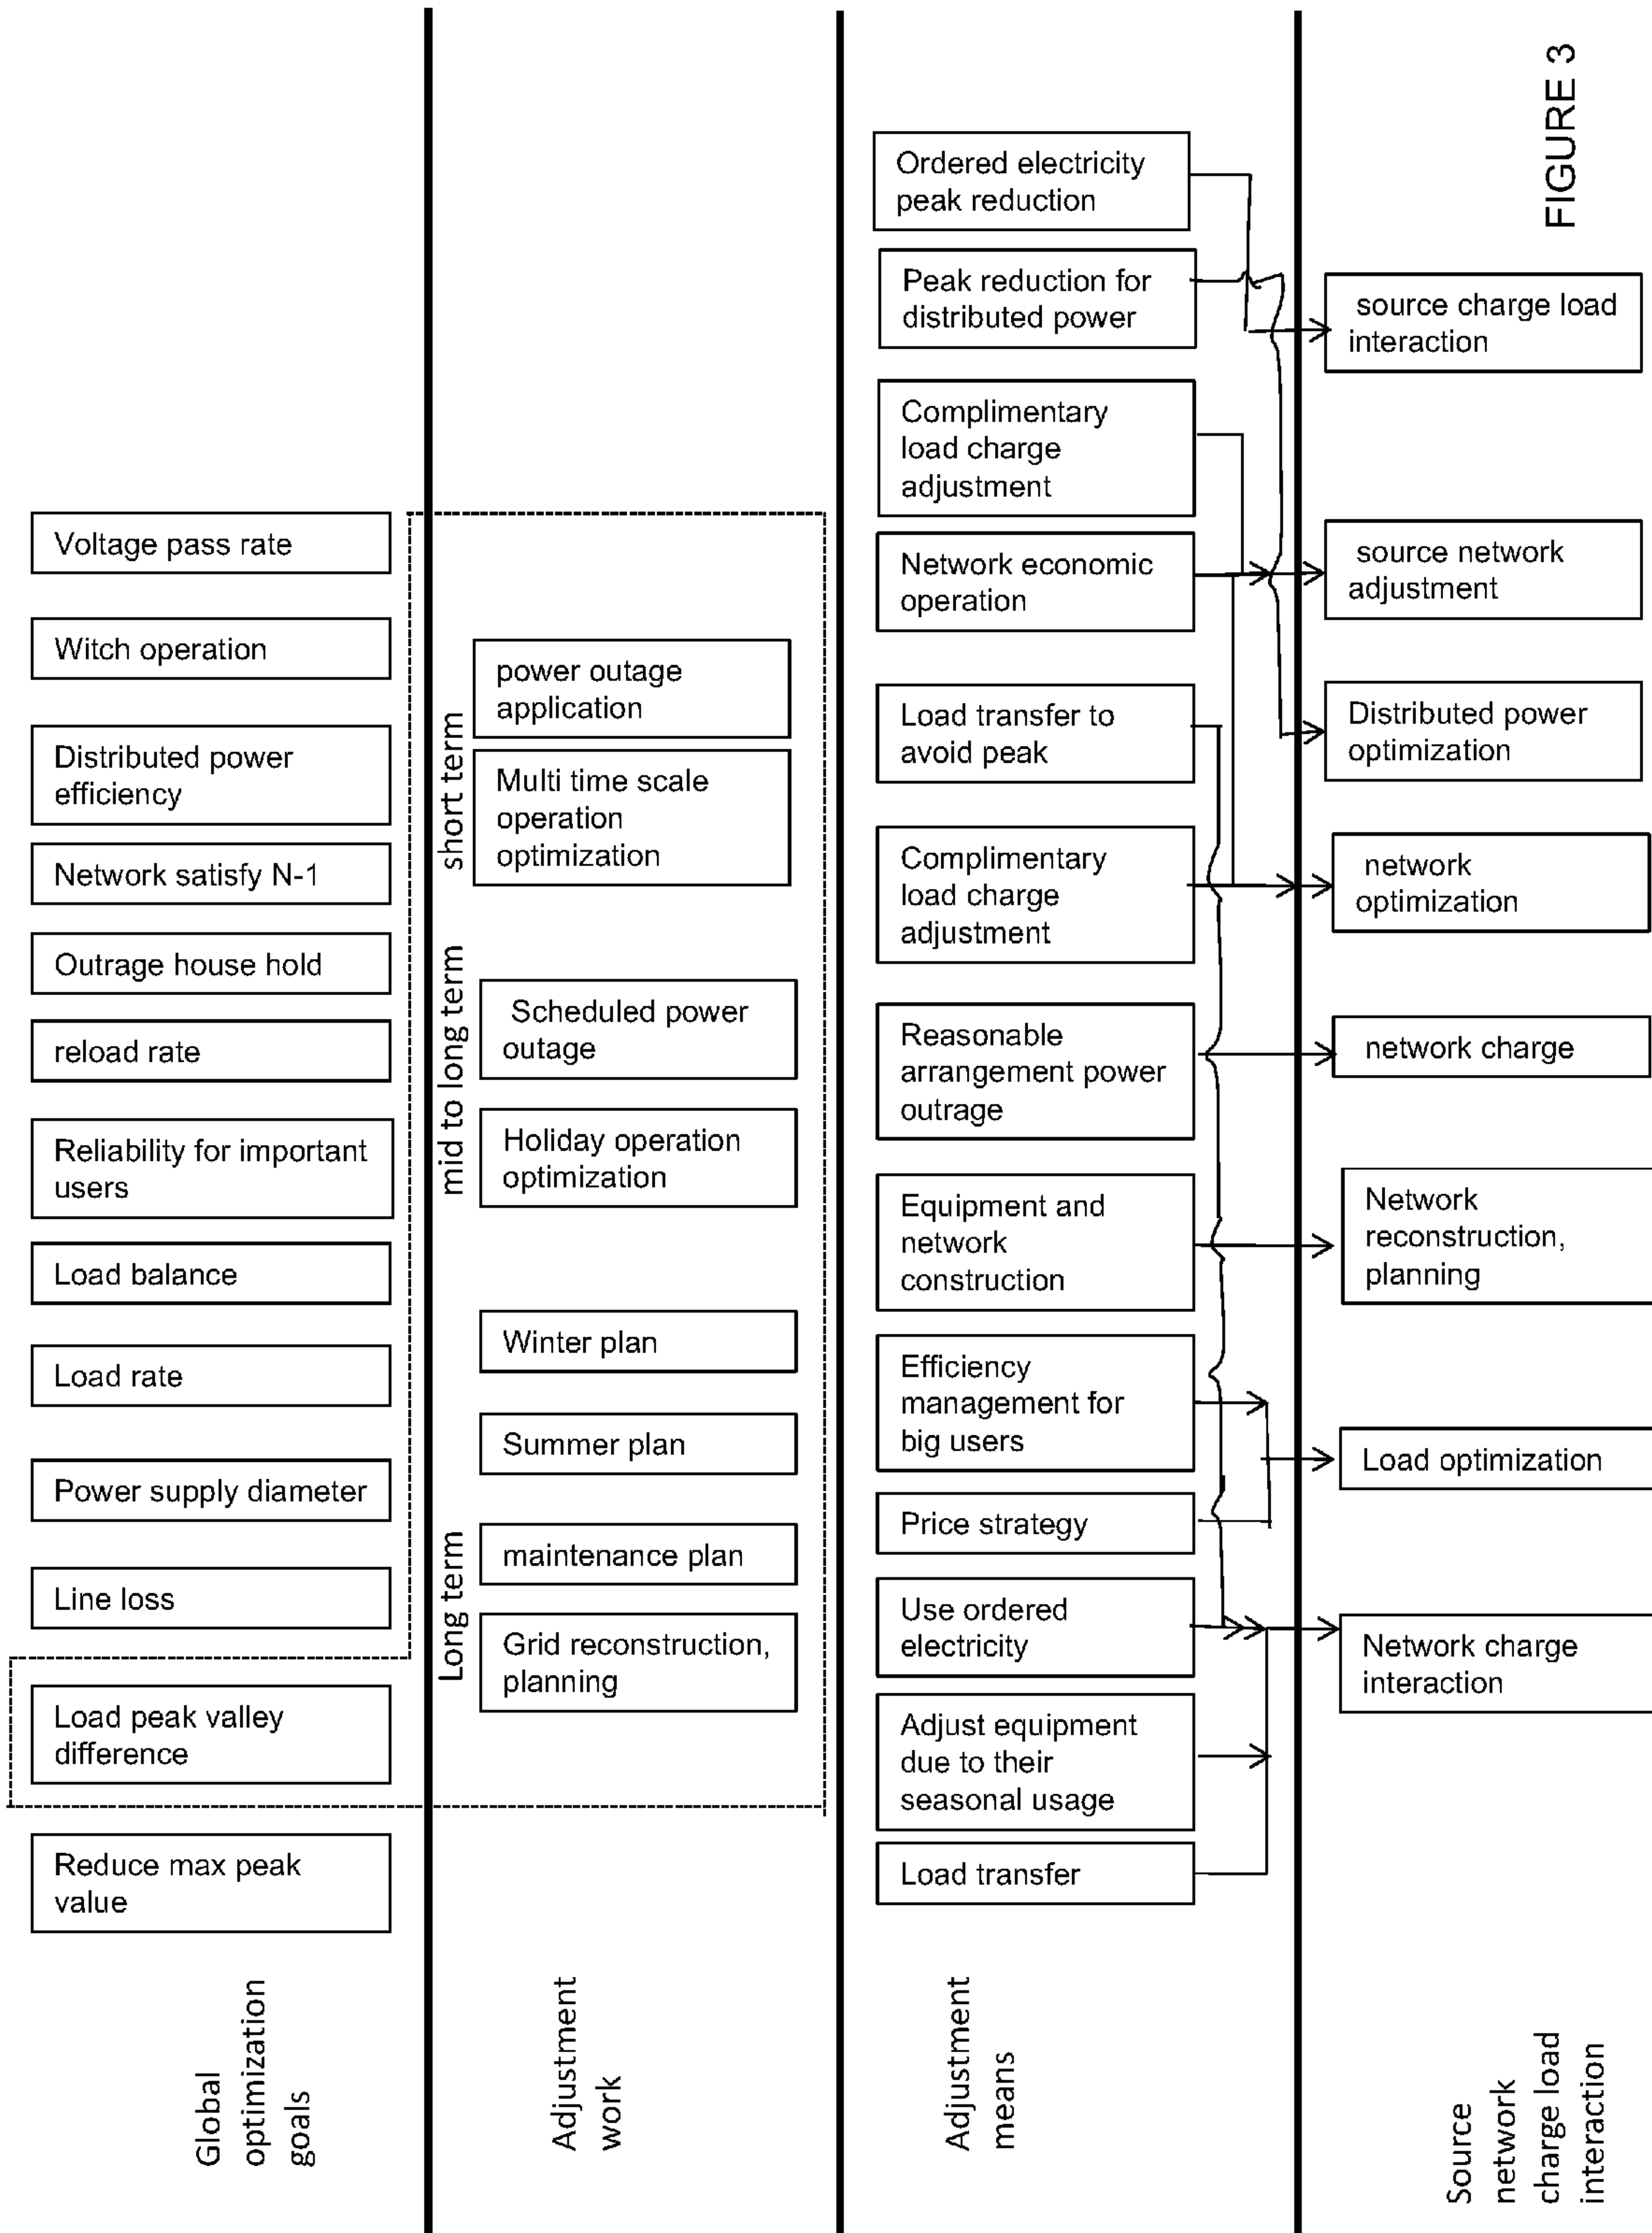 Voltage pass rate
Witch operation
Distributed power
efficiency
Network satisfy N-1
Outrage house hold
reload rate
Reliability for important
users
Load balance
Load rate
Power supply diameter
Line loss
Load peak valley
difference
Reduce max peak
value
Global
optimization
goals
short term
power outage
application
Multi time scale
operation
optimization
mid to long term
Scheduled power
outage
Holiday operation
optimization
Winter plan
Summer plan
Long term
maintenance plan
Grid reconstruction,
planning
Adjustment
work
Ordered electricity
peak reduction
Peak reduction for
distributed power
Complimentary
load charge
adjustment
Network economic
operation
Load transfer to
avoid peak
Complimentary
load charge
adjustment
Reasonable
arrangement power
outrage
Equipment and
network
construction
Efficiency
management for
big users
Price strategy
Use ordered
electricity
Adjust equipment
due to their
seasonal usage
Load transfer
Adjustment
means
FIGURE 3
source charge load
interaction
source network
adjustment
Distributed power
optimization
network
optimization
network charge
Network
reconstruction,
planning
Load optimization
Network charge
interaction
Source
network
charge load
interaction